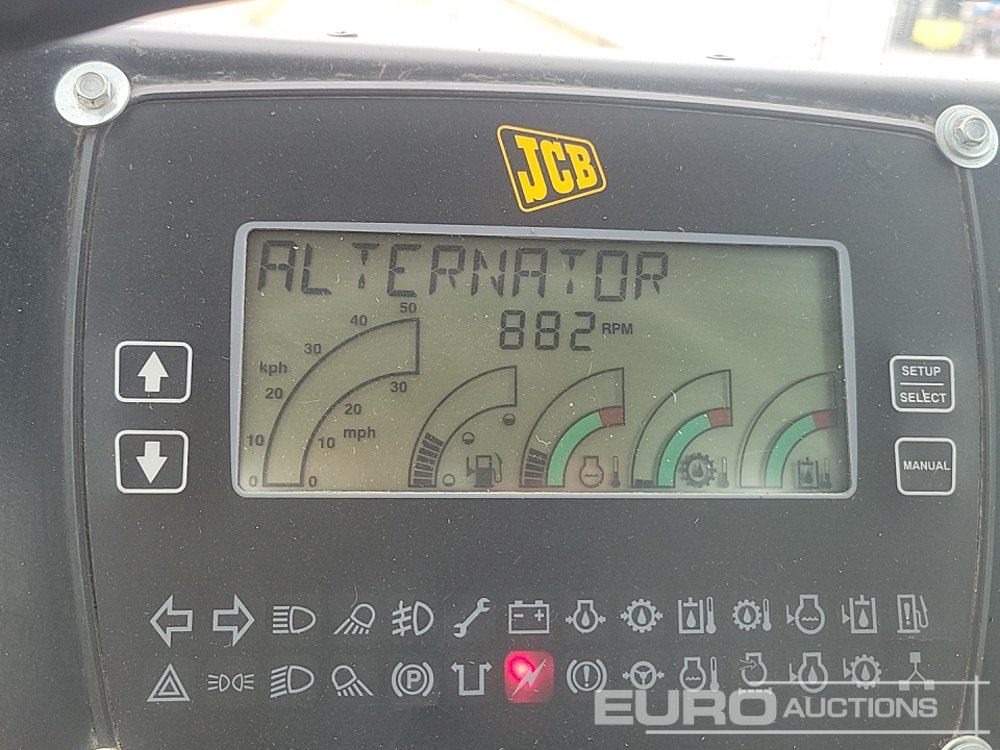 JCB
ALTERNATOR
882 RPM
50
40
30
kph
20
10
0
30
20
mph
10
0
SETUP
SELECT
MANUAL
P
EURO AUCTIONS